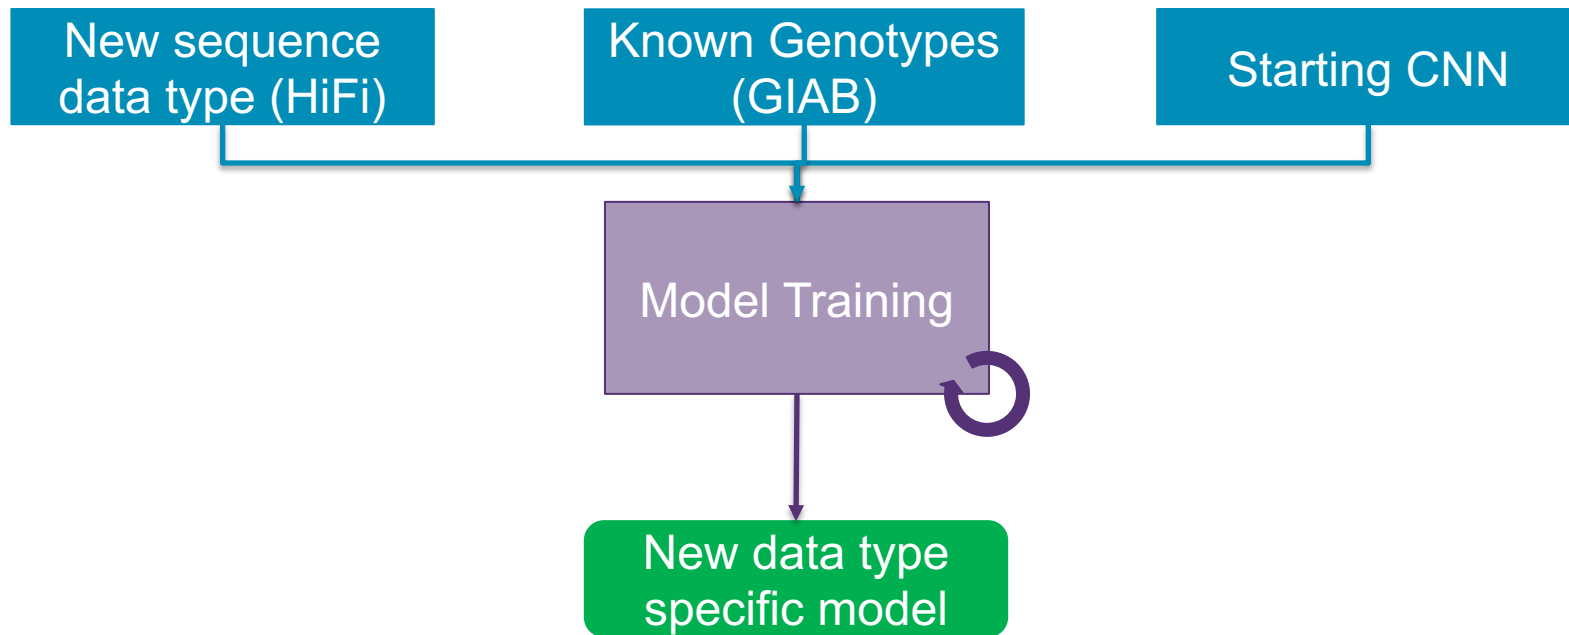 New sequence
data type (HiFi)
Known Genotypes
(GIAB)
Starting CNN
Model Training
New data type
specific model